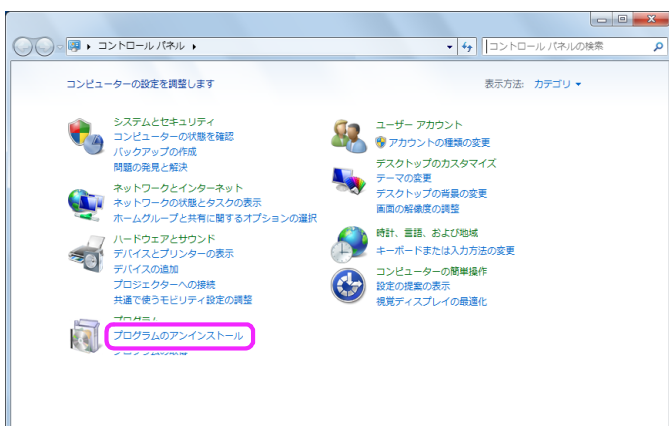 コントロール パネル
コントロール パネルの検索
コンピューターの設定を調整します
表示方法: カテゴリ
システムとセキュリティ
コンピューターの状態を確認
バックアップの作成
問題の発見と解決
ネットワークとインターネット
ネットワークの状態とタスクの表示
ホームグループと共有に関するオプションの選択
ハードウェアとサウンド
デバイスとプリンターの表示
デバイスの追加
プロジェクターへの接続
共通で使うモビリティ設定の調整
プログラム
プログラムのアンインストール
ユーザー アカウント
アカウントの種類の変更
デスクトップのカスタマイズ
テーマの変更
デスクトップの背景の変更
画面の解像度の調整
時計、言語、および地域
キーボードまたは入力方法の変更
コンピューターの簡単操作
設定の提案の表示
視覚ディスプレイの最適化